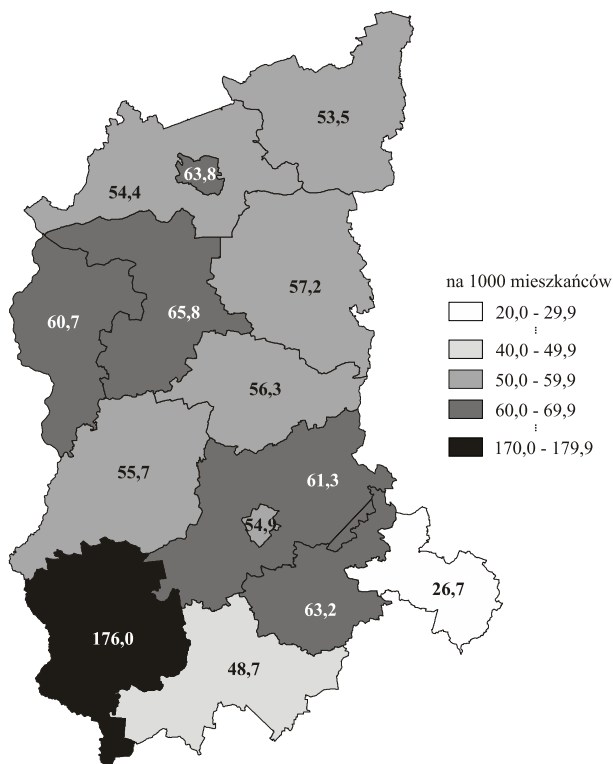 53,5
63,8
54,4
57,2
60,7
65,8
56,3
55,7
61,3
54,9
26,7
63,2
176,0
48,7
na 1000 mieszkańców
20,0 - 29,9
40,0 - 49,9
50,0 - 59,9
60,0 - 69,9
170,0 - 179,9